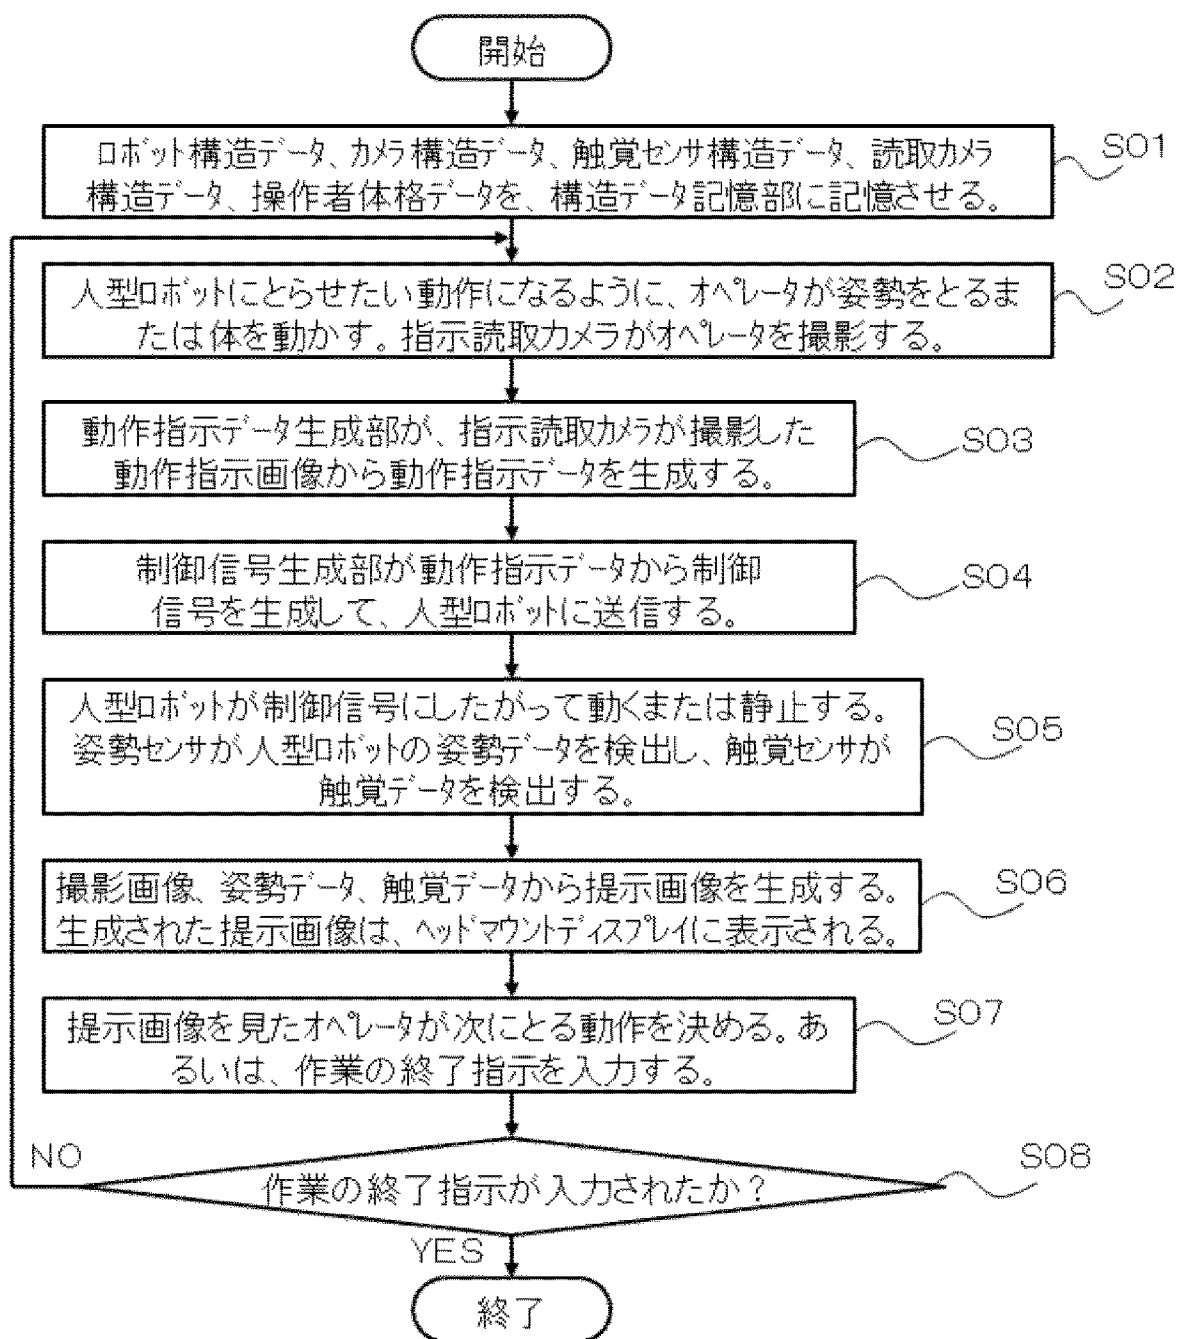 開始
ロボット構造データ、カメラ構造データ、触覚センサ構造データ、読取カメラ
構造データ、操作者体格データを、構造データ記憶部に記憶させる。
S01
人型ロボットにとらせたい動作になるように、オペレータが姿勢をとるま
たは体を動かす。指示読取カメラがオペレータを撮影する。
S02
動作指示データ生成部が、指示読取カメラが撮影した
動作指示画像から動作指示データを生成する。
S03
制御信号生成部が動作指示データから制御
信号を生成して、人型ロボットに送信する。
S04
人型ロボットが制御信号にしたがって動くまたは静止する。
姿勢センサが人型ロボットの姿勢データを検出し、触覚センサが
触覚データを検出する。
S05
撮影画像、姿勢データ、触覚データから提示画像を生成する。
生成された提示画像は、ヘッドマウントディスプレイに表示される。
S06
提示画像を見たオペレータが次にとる動作を決める。あ
るいは、作業の終了指示を入力する。
S07
NO
作業の終了指示が入力されたか？
S08
YES
終了